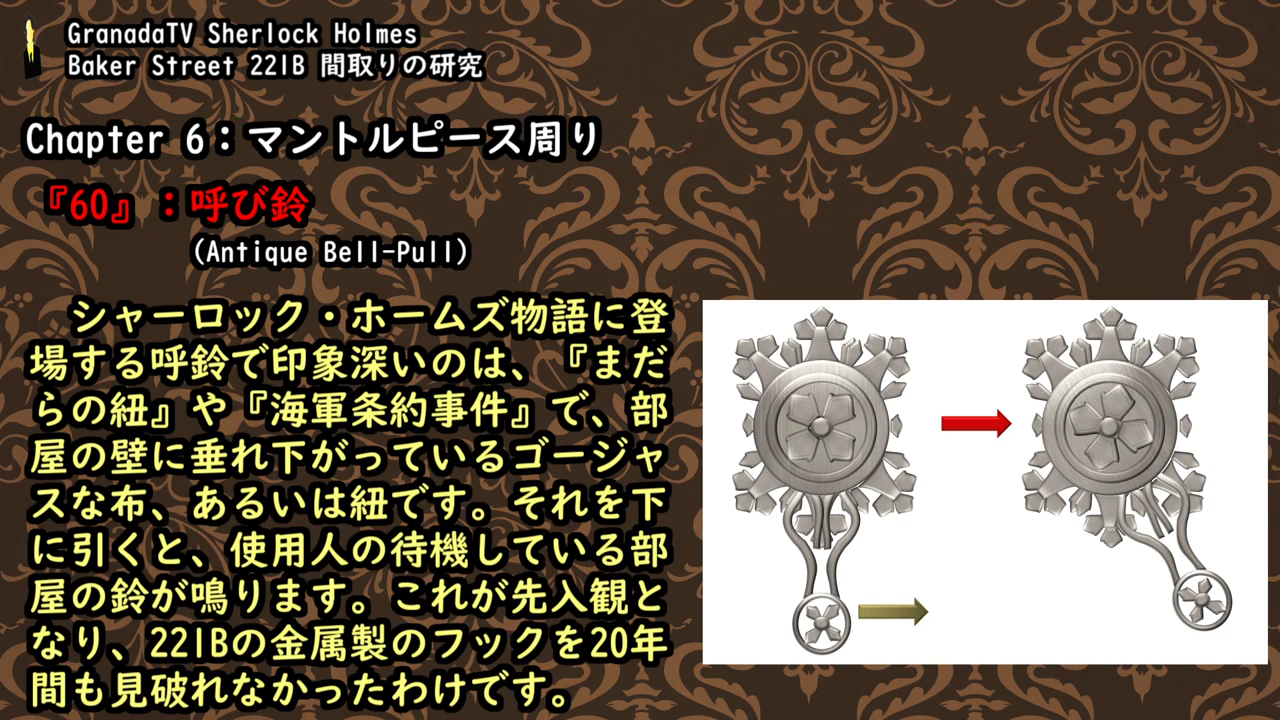 GranadaTV Sherlock Holmes
Baker Street 221B 間取りの研究
Chapter 6：マントルピース周り
『60』：呼び鈴
(Antique Bell-Pull)
シャーロック・ホームズ物語に登
場する呼鈴で印象深いのは、『まだ
らの紐』や『海軍条約事件』で、部
屋の壁に垂れ下がっているゴージャ
スな布、あるいは紐です。それを下
に引くと、使用人の待機している部
屋の鈴が鳴ります。これが先入観と
なり、221Bの金属製のフックを20年
間も見破れなかったわけです。